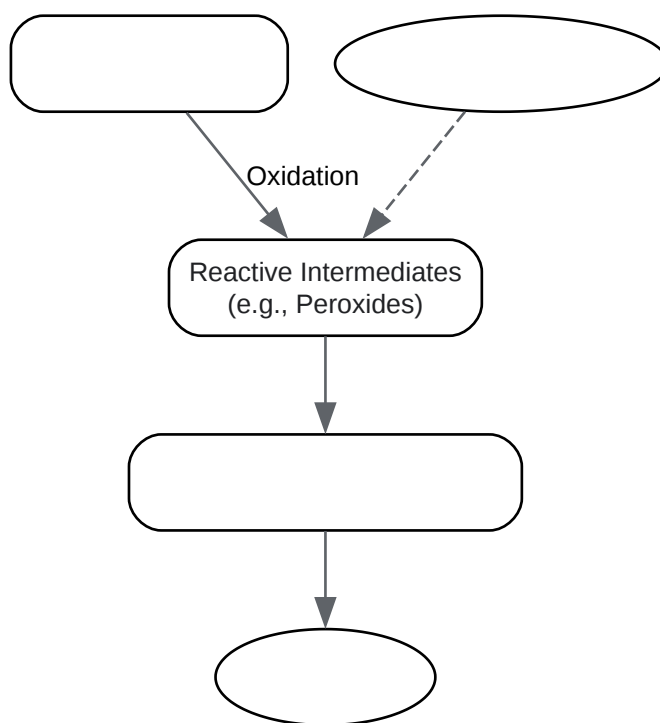 Oxidation
Reactive Intermediates
(e.g., Peroxides)